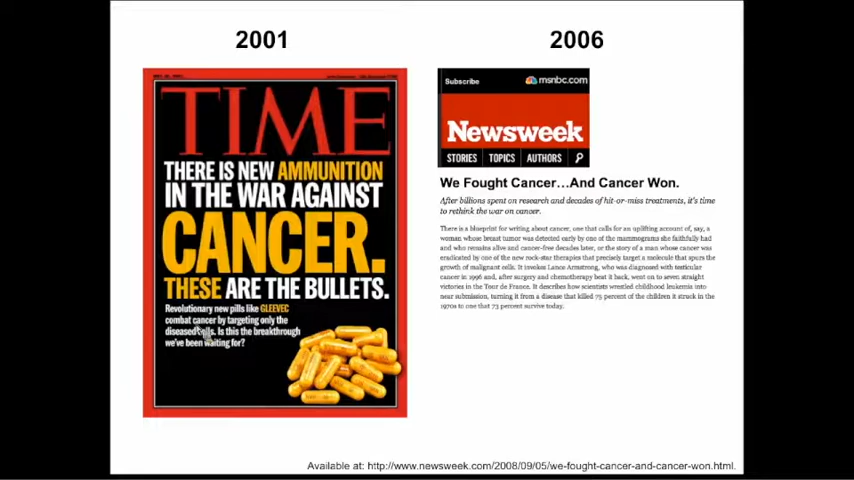 2001
2006
TIME
THERE IS NEW AMMUNITION
IN THE WAR AGAINST
CANCER.
THESE ARE THE BULLETS.
Revolutionary new pills like GLEEVEC
combat cancer by targeting only the
diseased cells. Is this the breakthrough
we've been waiting for?
Subscribe
msnbc.com
Newsweek
STORIES TOPICS AUTHORS
We Fought Cancer…And Cancer Won.
After billions spent on research and decades of hit-or-miss treatments, it's time
to rethink the war on cancer.
There is a blueprint for writing about cancer, one that calls for an uplifting account of, say, a
woman whose breast tumor was detected early by one of the mammograms she faithfully had
and who remains alive and cancer-free decades later, or the story of a man whose cancer was
eradicated by one of the new rock-star therapies that precisely target a molecule that spurs the
growth of malignant cells. It invokes Lance Armstrong, who was diagnosed with testicular
cancer in 1996 and, after surgery and chemotherapy beat it back, went on to seven straight
victories in the Tour de France. It describes how scientists wrestled childhood leukemia into
near submission, turning it from a disease that killed 75 percent of the children it struck in the
1970s to one that 73 percent survive today.
Available at: http://www.newsweek.com/2008/09/05/we-fought-cancer-and-cancer-won.html.